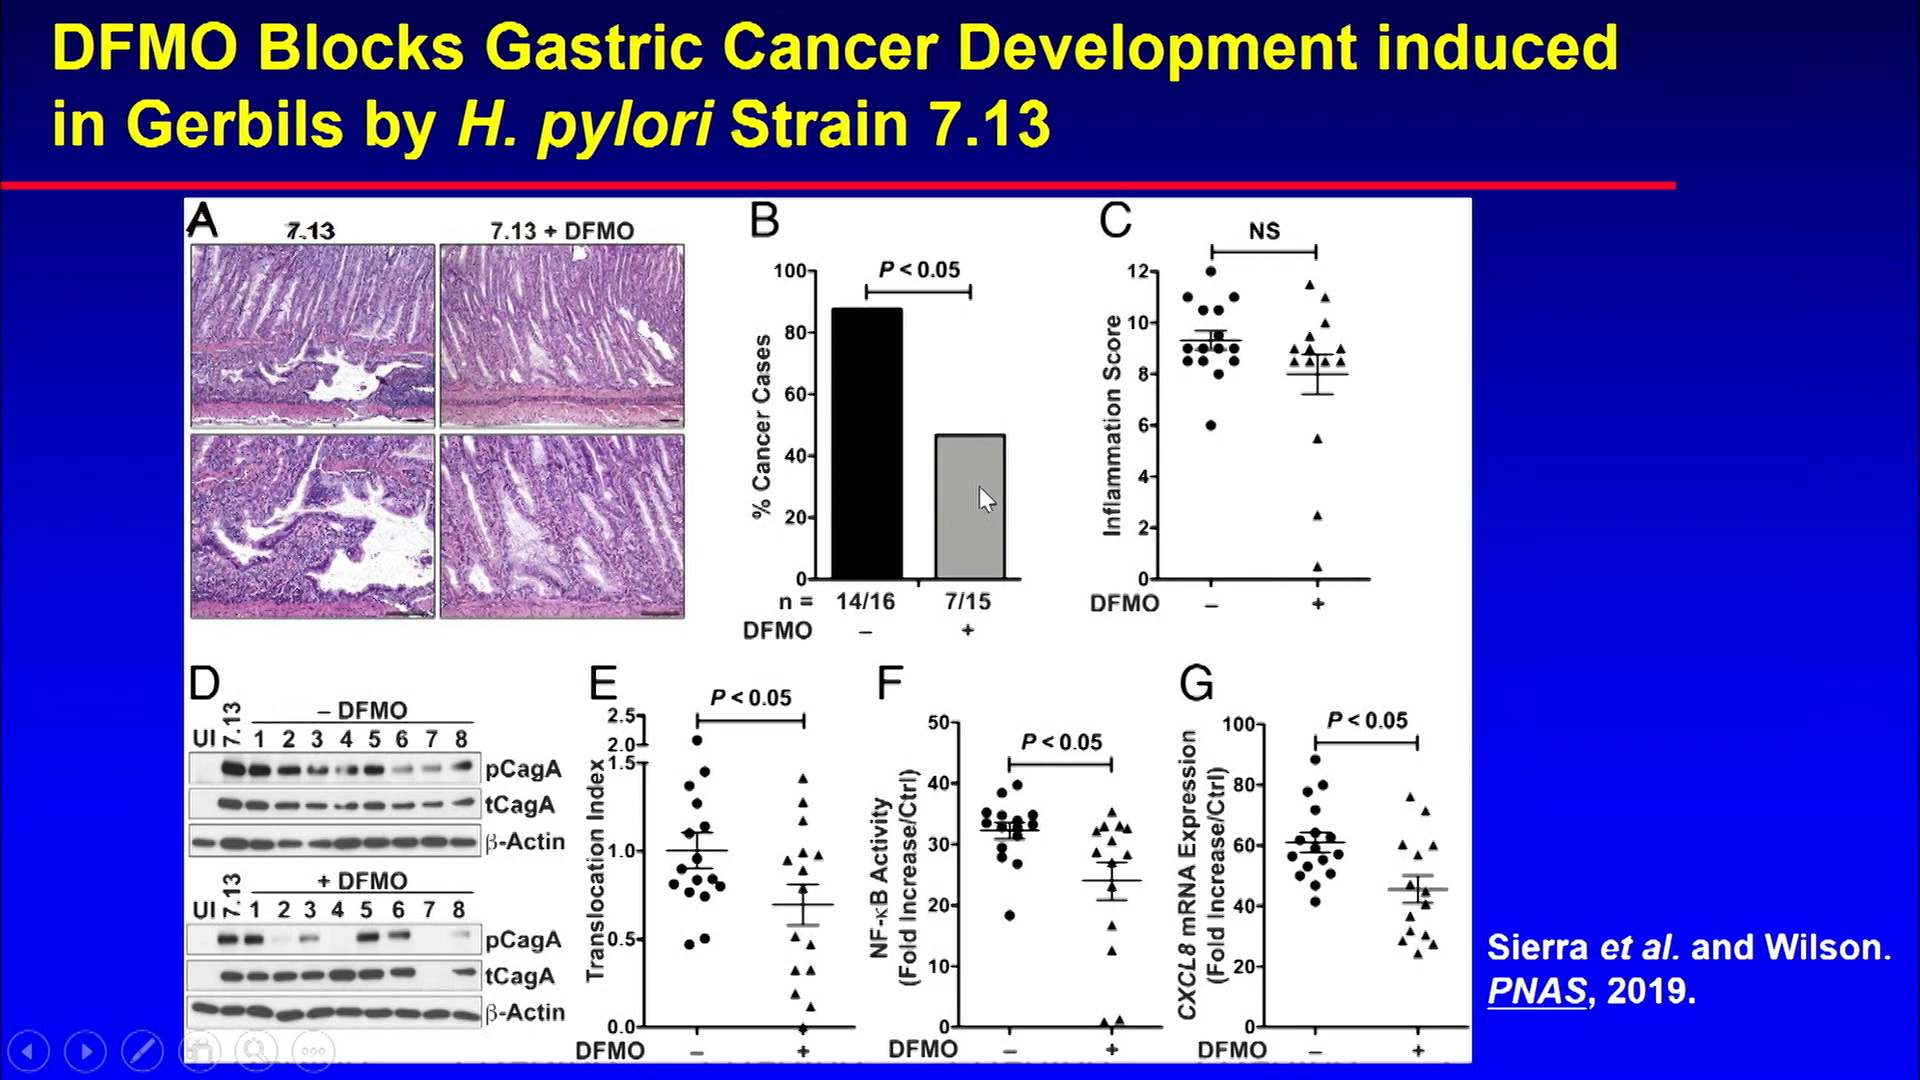 DFMO Blocks Gastric Cancer Development induced
in Gerbils by H. pylori Strain 7.13
A
7.13
7.13 + DFMO
B
P < 0.05
% Cancer Cases
100
80
60
40
20
0
n = 14/16 7/15
DFMO – +
C
NS
Inflammation Score
12
10
8
6
4
2
0
DFMO – +
D
– DFMO
UI 7.13 1 2 3 4 5 6 7 8
pCagA
tCagA
β-Actin
+ DFMO
UI 7.13 1 2 3 4 5 6 7 8
pCagA
tCagA
β-Actin
E
P < 0.05
Translocation Index
2.5
2.0
1.5
1.0
0.5
0.0
DFMO – +
F
P < 0.05
NF-κB Activity
(Fold Increase/Ctrl)
50
40
30
20
10
0
DFMO – +
G
P < 0.05
CXCL8 mRNA Expression
(Fold Increase/Ctrl)
100
80
60
40
20
0
DFMO – +
Sierra et al. and Wilson.
PNAS, 2019.